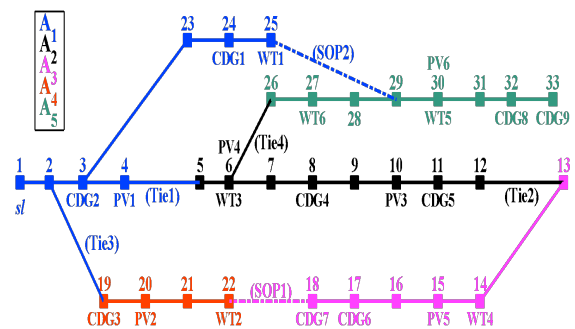 A1
A2
A3
A4
A5
23 24 25
CDG1 WT1 (SOP2)
PV6
26 27 29 30 31 32 33
WT6 28 WT5 CDG8 CDG9
PV4 (Tie4)
1 2 3 4 5 6 7 8 9 10 11 12 13
sl CDG2 PV1 (Tie1) WT3 CDG4 PV3 CDG5 (Tie2)
(Tie3)
19 20 21 22 (SOP1) 18 17 16 15 14
CDG3 PV2 WT2 CDG7 CDG6 PV5 WT4